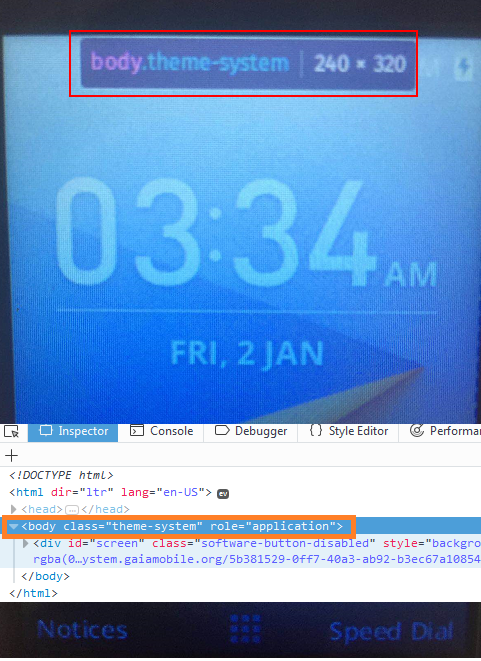 body.theme-system | 240 × 320
03:34 AM
FRI, 2 JAN
Inspector Console Debugger Style Editor Performa
<!DOCTYPE html>
<html dir="ltr" lang="en-US"> ev
<head> … </head>
<body class="theme-system" role="application">
<div id="screen" class="software-button-disabled" style="backgro
rgba(0…ystem.gaiamobile.org/5b381529-0ff7-40a3-ab92-b3ec67a10854
</body>
</html>
Notices Speed Dial